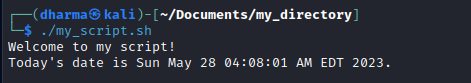 ┌──(dharma㉿kali)-[~/Documents/my_directory]
└─$ ./my_script.sh
Welcome to my script!
Today's date is Sun May 28 04:08:01 AM EDT 2023.